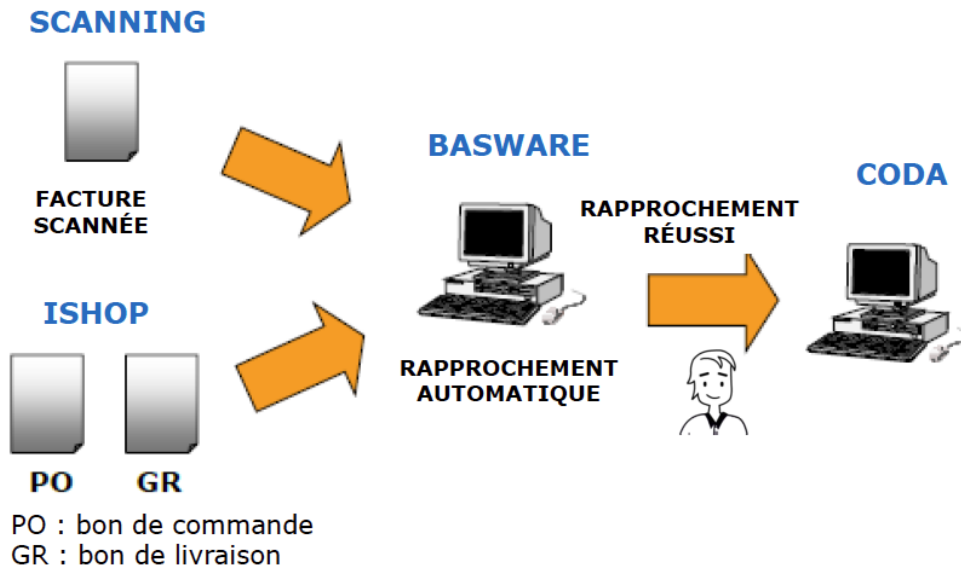 SCANNING
FACTURE
SCANNÉE
ISHOP
PO
GR
PO : bon de commande
GR : bon de livraison
BASWARE
RAPPROCHEMENT
AUTOMATIQUE
RAPPROCHEMENT
RÉUSSI
CODA